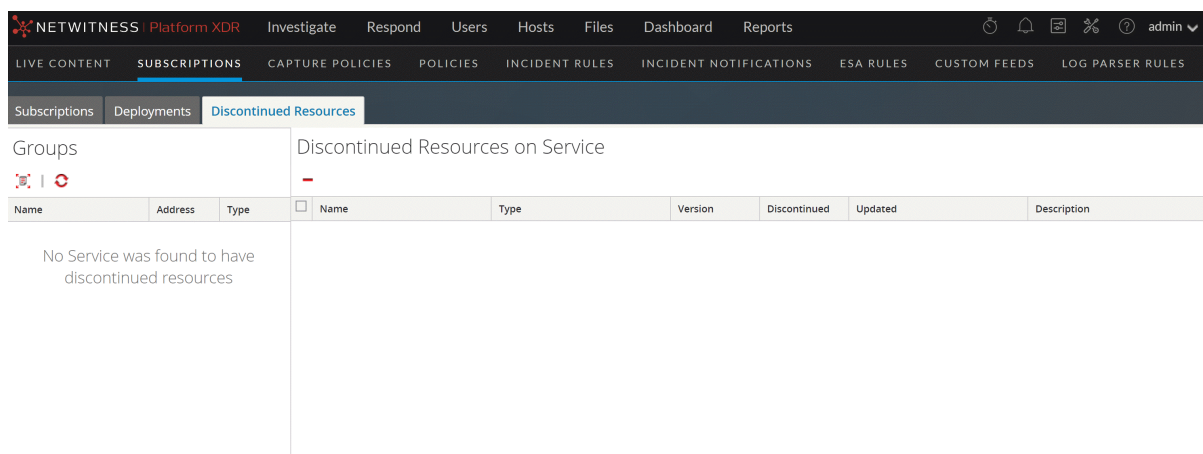 NETWITNESS | Platform XDR Investigate Respond Users Hosts Files Dashboard Reports ? admin
LIVE CONTENT SUBSCRIPTIONS CAPTURE POLICIES POLICIES INCIDENT RULES INCIDENT NOTIFICATIONS ESA RULES CUSTOM FEEDS LOG PARSER RULES
Subscriptions Deployments Discontinued Resources
Groups
Name Address Type
No Service was found to have
discontinued resources
Discontinued Resources on Service
Name Type Version Discontinued Updated Description